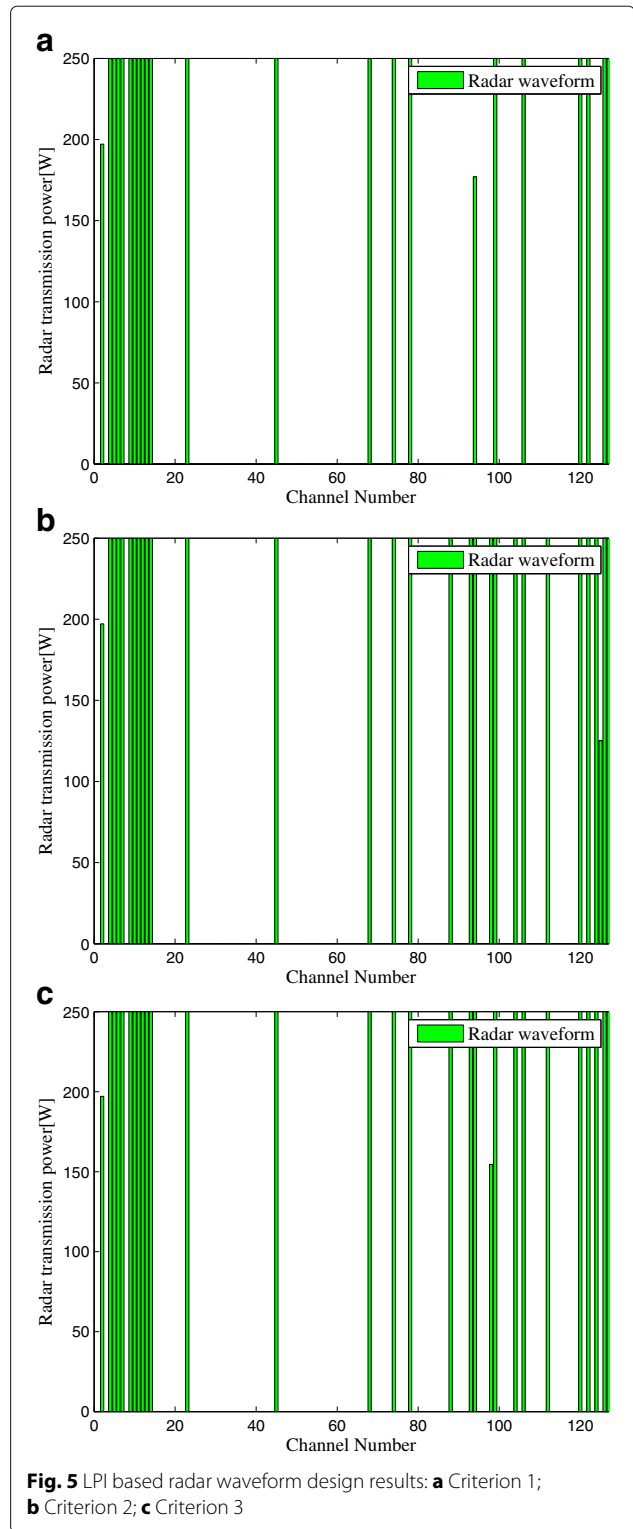 a
250
200
150
100
50
0
Radar transmission power[W]
Radar waveform
0 20 40 60 80 100 120
Channel Number
b
250
200
150
100
50
0
Radar transmission power[W]
Radar waveform
0 20 40 60 80 100 120
Channel Number
c
250
200
150
100
50
0
Radar transmission power[W]
Radar waveform
0 20 40 60 80 100 120
Channel Number
Fig. 5 LPI based radar waveform design results: a Criterion 1;
b Criterion 2; c Criterion 3